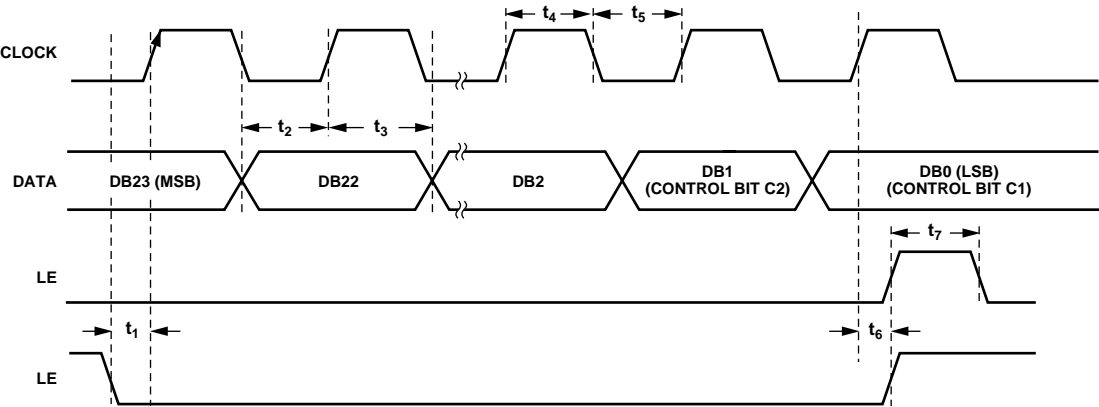 t4
t5
CLOCK
t2
t3
DATA
DB23 (MSB)
DB22
DB2
DB1
(CONTROL BIT C2)
DB0 (LSB)
(CONTROL BIT C1)
t7
LE
t1
t6
LE